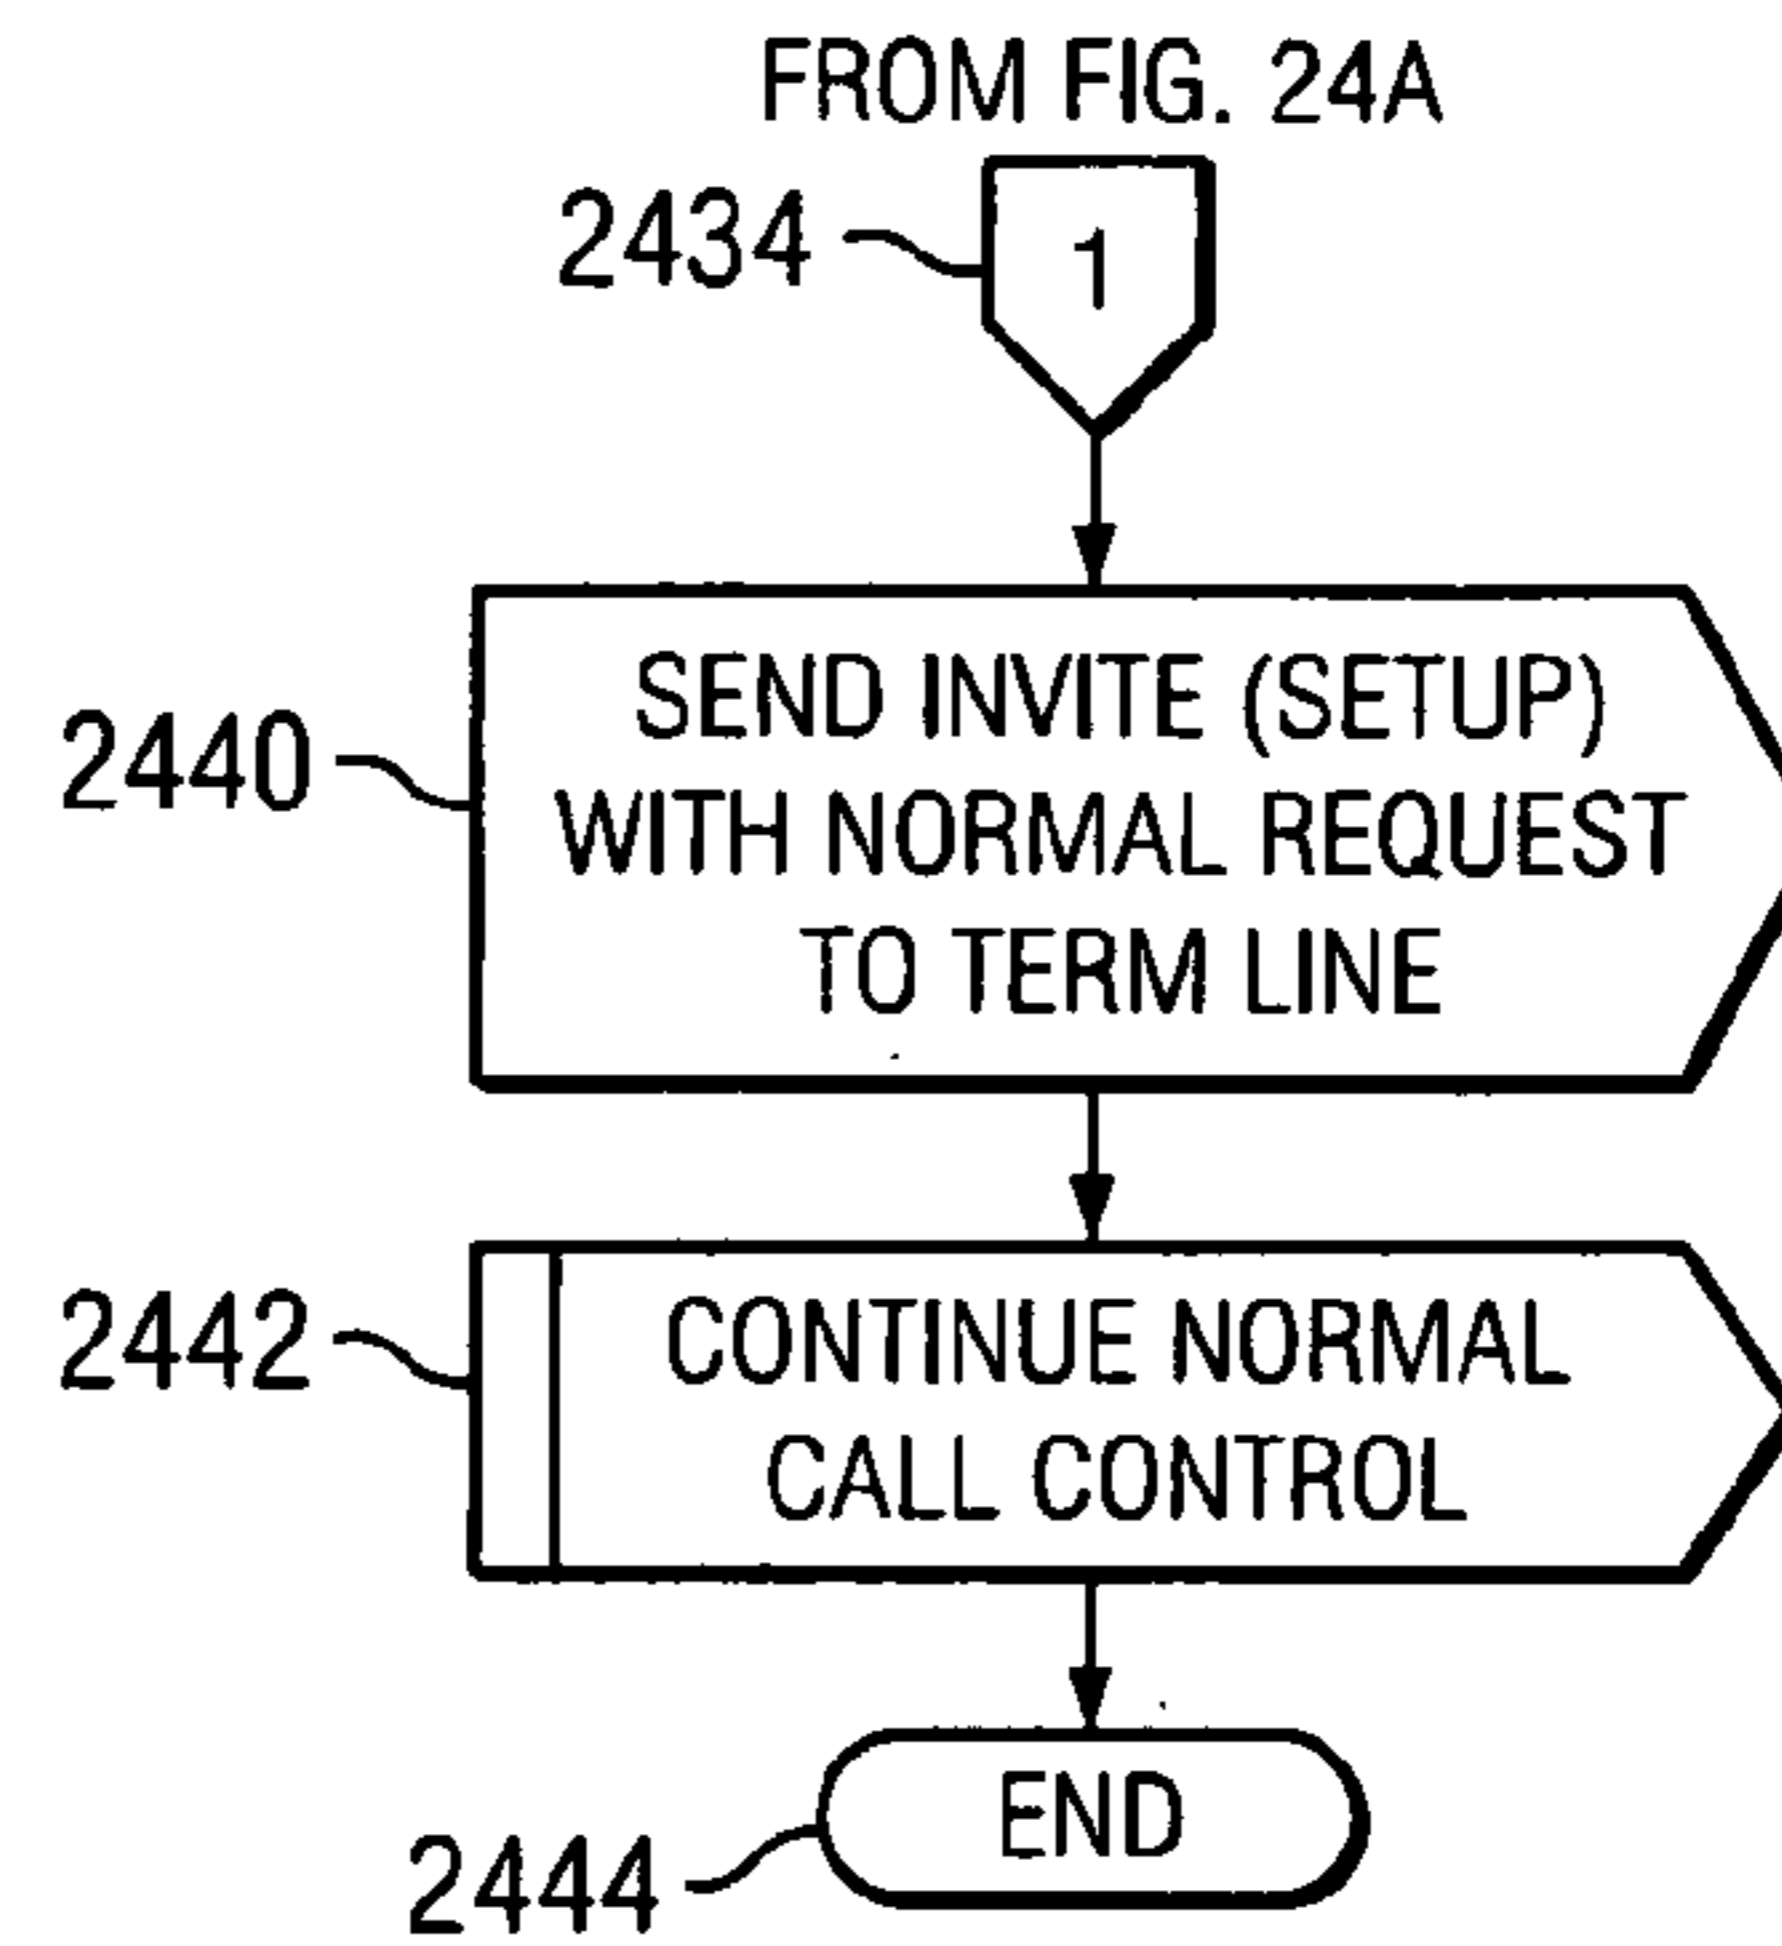 FROM FIG. 24A
2434
1
2440
SEND INVITE (SETUP)
WITH NORMAL REQUEST
TO TERM LINE
2442
CONTINUE NORMAL
CALL CONTROL
END
2444